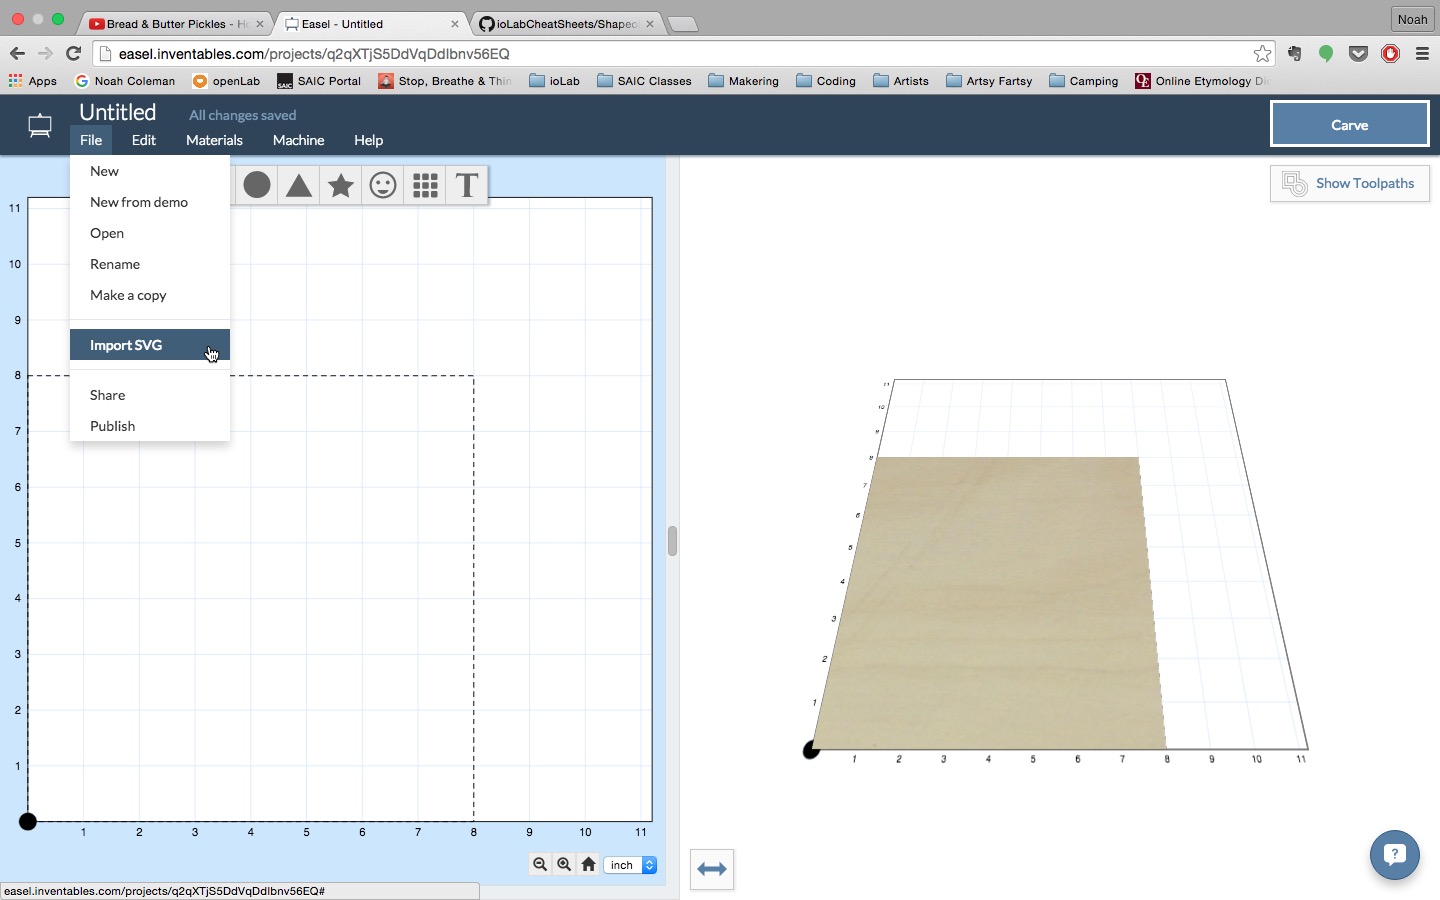 Bread & Butter Pickles - H
Easel - Untitled
ioLabCheatSheets/Shapeo
Noah
easel.inventables.com/projects/q2qXTjS5DdVqDdlbnv56EQ
Apps
Noah Coleman
openLab
SAIC
SAIC Portal
Stop, Breathe & Thin
ioLab
SAIC Classes
Makering
Coding
Artists
Artsy Fartsy
Camping
Online Etymology Di
Untitled
All changes saved
File
Edit
Materials
Machine
Help
Carve
New
New from demo
Open
Rename
Make a copy
Import SVG
Share
Publish
T
Show Toolpaths
11
10
9
8
7
6
5
4
3
2
1
1 2 3 4 5 6 7 8 9 10 11
inch
11
10
9
8
7
6
5
4
3
2
1
1 2 3 4 5 6 7 8 9 10 11
?
easel.inventables.com/projects/q2qXTjS5DdVqDdlbnv56EQ#